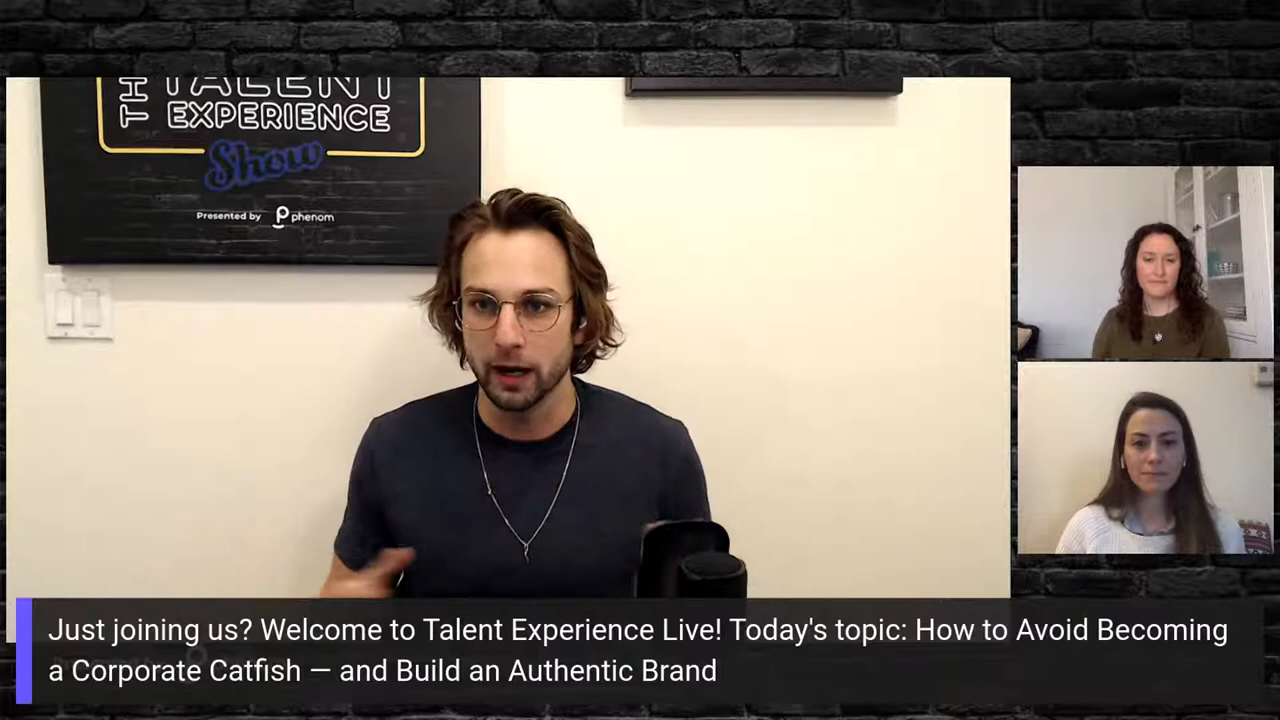 THE TALENT
EXPERIENCE
Show
Presented by phenom
Just joining us? Welcome to Talent Experience Live! Today's topic: How to Avoid Becoming
a Corporate Catfish — and Build an Authentic Brand